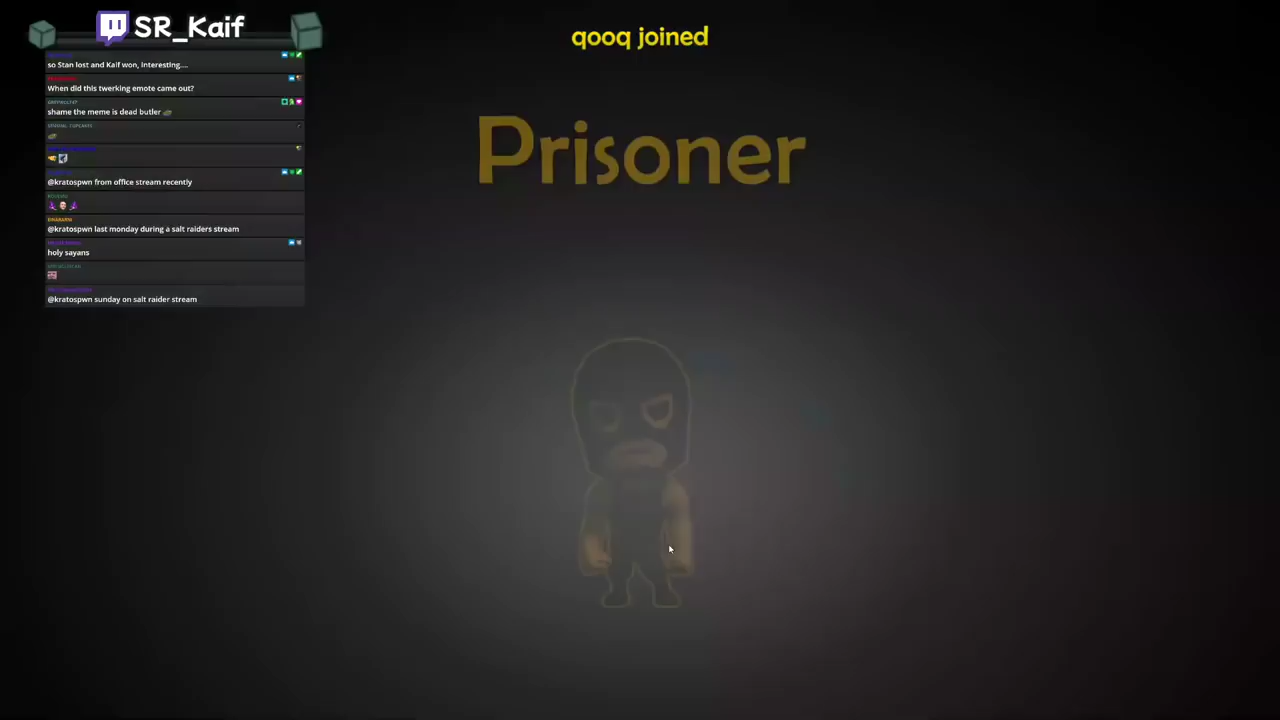 SR_Kaif
qooq joined
Prisoner
so Stan lost and Kaif won, interesting....
When did this twerking emote came out?
shame the meme is dead butler
@kratospwn from office stream recently
@kratospwn last monday during a salt raiders stream
holy sayans
@kratospwn sunday on salt raider stream